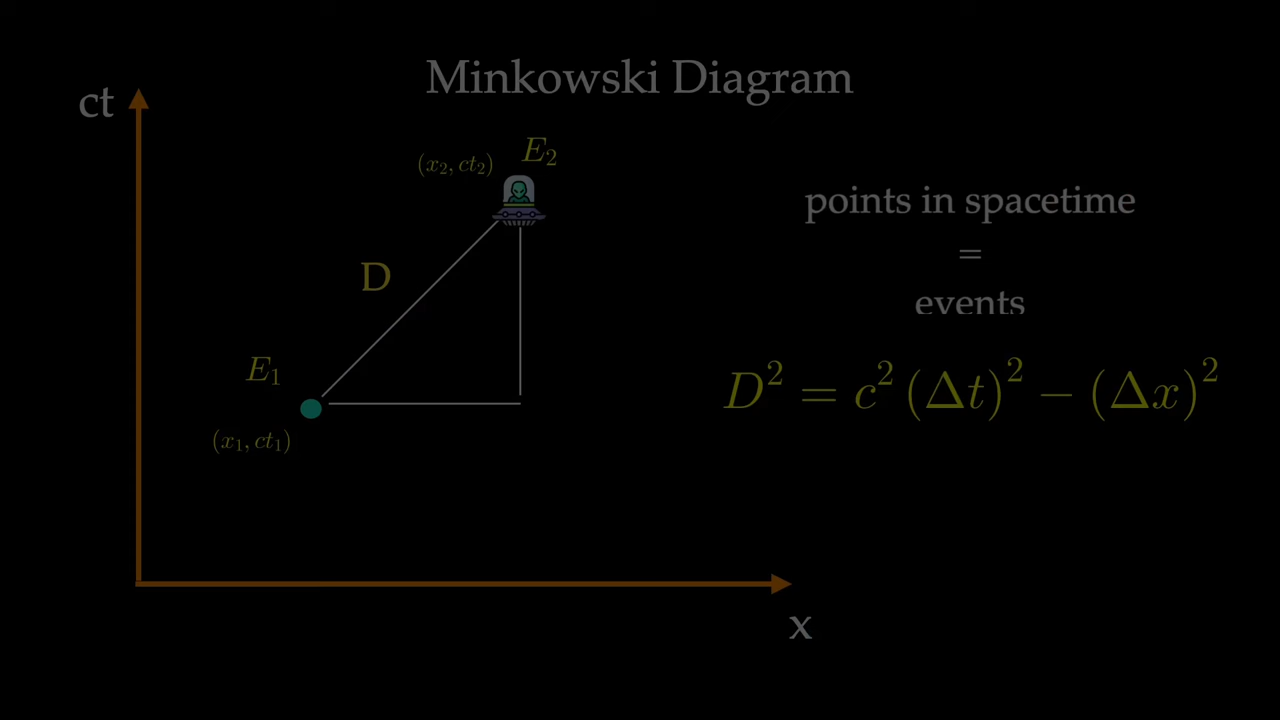 Minkowski Diagram
ct
(x₂, ct₂)
E₂
points in spacetime
=
events
D
E₁
D² = c² (Δt)² − (Δx)²
(x₁, ct₁)
x